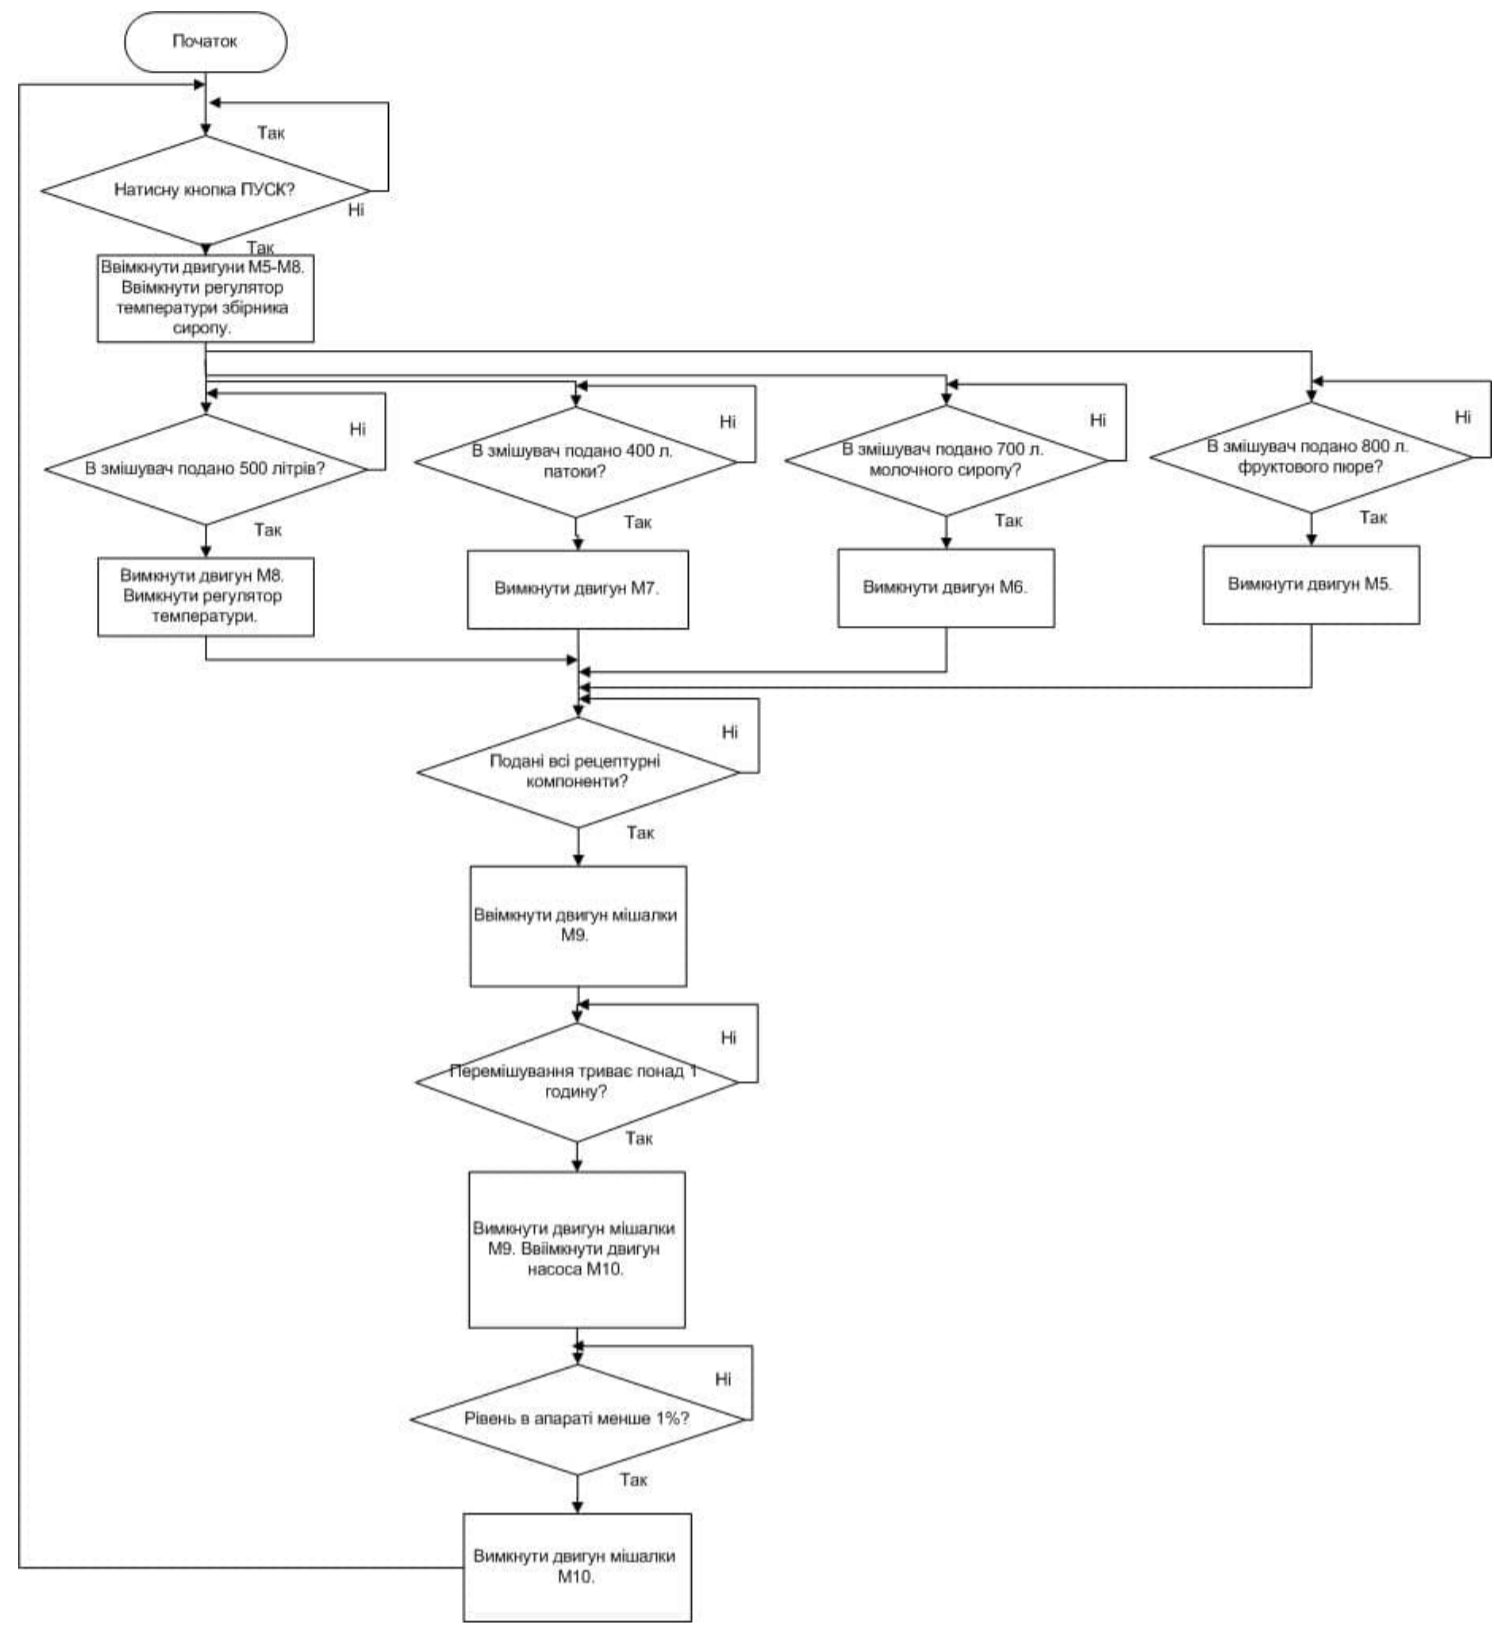 Початок
Так
Натисну кнопка ПУСК?
Ні
Так
Ввімкнути двигуни М5-М8.
Ввімкнути регулятор
температури збірника
сиропу.
Ні
В змішувач подано 500 літрів?
Так
Вимкнути двигун М8.
Вимкнути регулятор
температури.
Ні
В змішувач подано 400 л.
патоки?
Так
Вимкнути двигун М7.
Ні
В змішувач подано 700 л.
молочного сиропу?
Так
Вимкнути двигун М6.
Ні
В змішувач подано 800 л.
фруктового пюре?
Так
Вимкнути двигун М5.
Ні
Подані всі рецептурні
компоненти?
Так
Ввімкнути двигун мішалки
М9.
Ні
Перемішування триває понад 1
годину?
Так
Вимкнути двигун мішалки
М9. Ввіімкнути двигун
насоса М10.
Ні
Рівень в апараті менше 1%?
Так
Вимкнути двигун мішалки
М10.